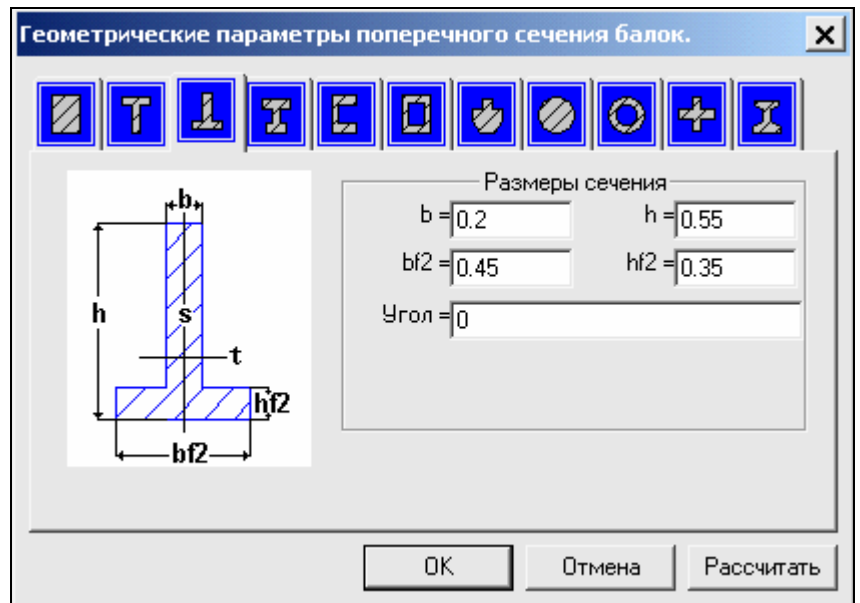 Геометрические параметры поперечного сечения балок.
Размеры сечения
b = 0.2 h = 0.55
bf2 = 0.45 hf2 = 0.35
Угол = 0
b
h
s
t
hf2
bf2
OK Отмена Рассчитать